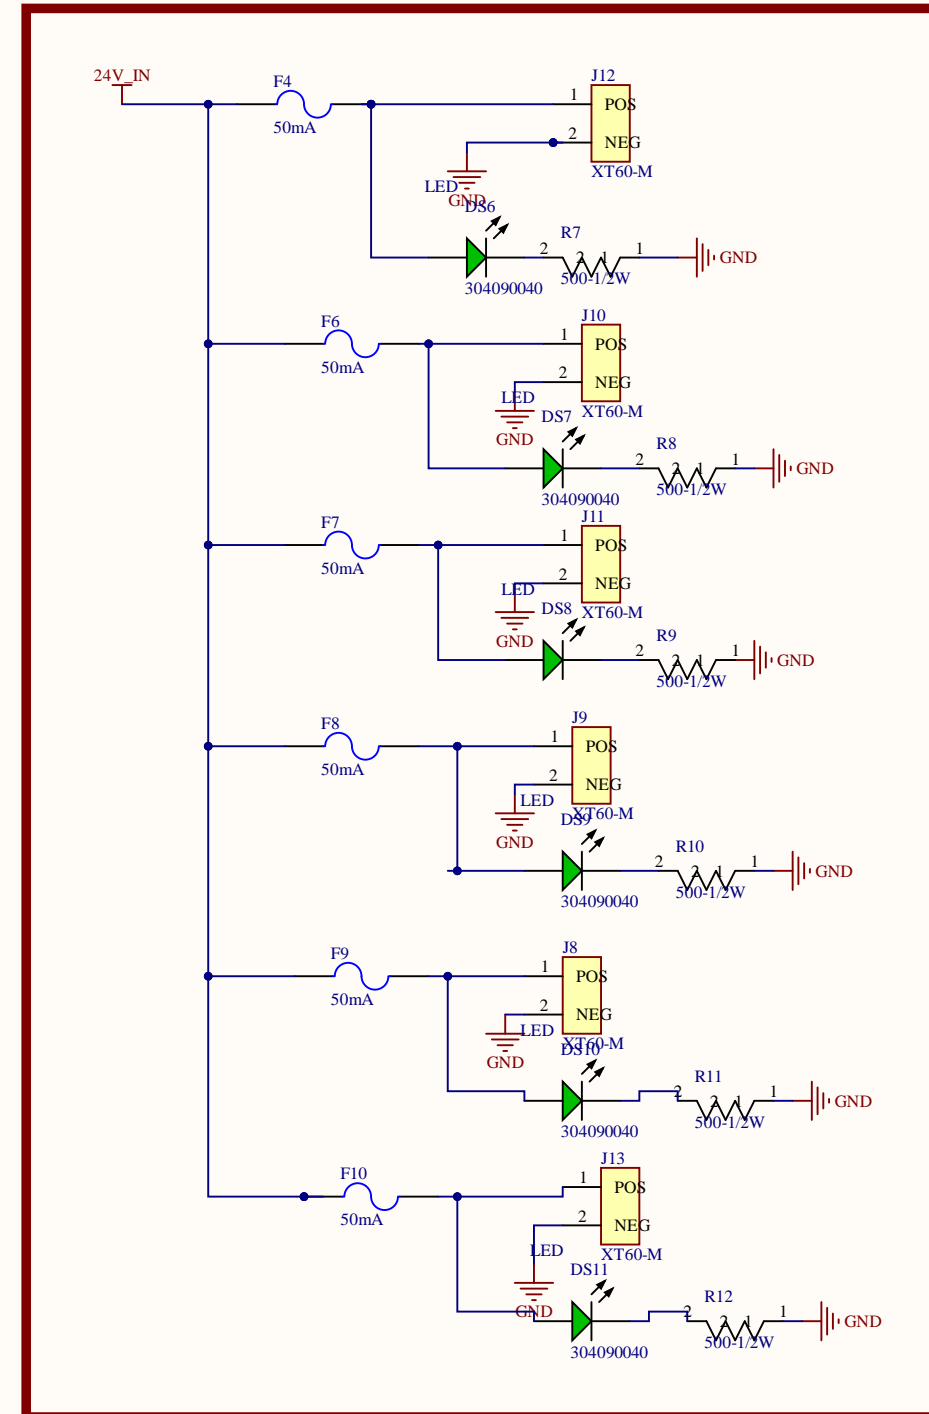 24V_IN
F4
50mA
J12
1
POS
2
NEG
XT60-M
GND
LED
DS6
304090040
R7
2
2 1
1
500-1/2W
GND
F6
50mA
J10
1
POS
2
NEG
XT60-M
GND
LED
DS7
304090040
R8
2
2 1
1
500-1/2W
GND
F7
50mA
J11
1
POS
2
NEG
XT60-M
GND
LED
DS8
R9
2
2 1
1
500-1/2W
GND
F8
50mA
J9
1
POS
2
NEG
XT60-M
GND
LED
DS9
304090040
R10
2
2 1
1
500-1/2W
GND
F9
50mA
J8
1
POS
2
NEG
XT60-M
GND
LED
DS10
304090040
R11
2
2 1
1
500-1/2W
GND
F10
50mA
J13
1
POS
2
NEG
XT60-M
GND
LED
DS11
304090040
R12
2
2 1
1
500-1/2W
GND